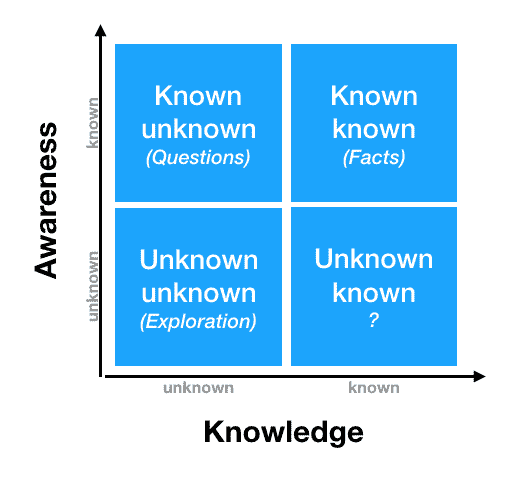 Awareness
known
unknown
Known
unknown
(Questions)
Known
known
(Facts)
Unknown
unknown
(Exploration)
Unknown
known
?
unknown
known
Knowledge